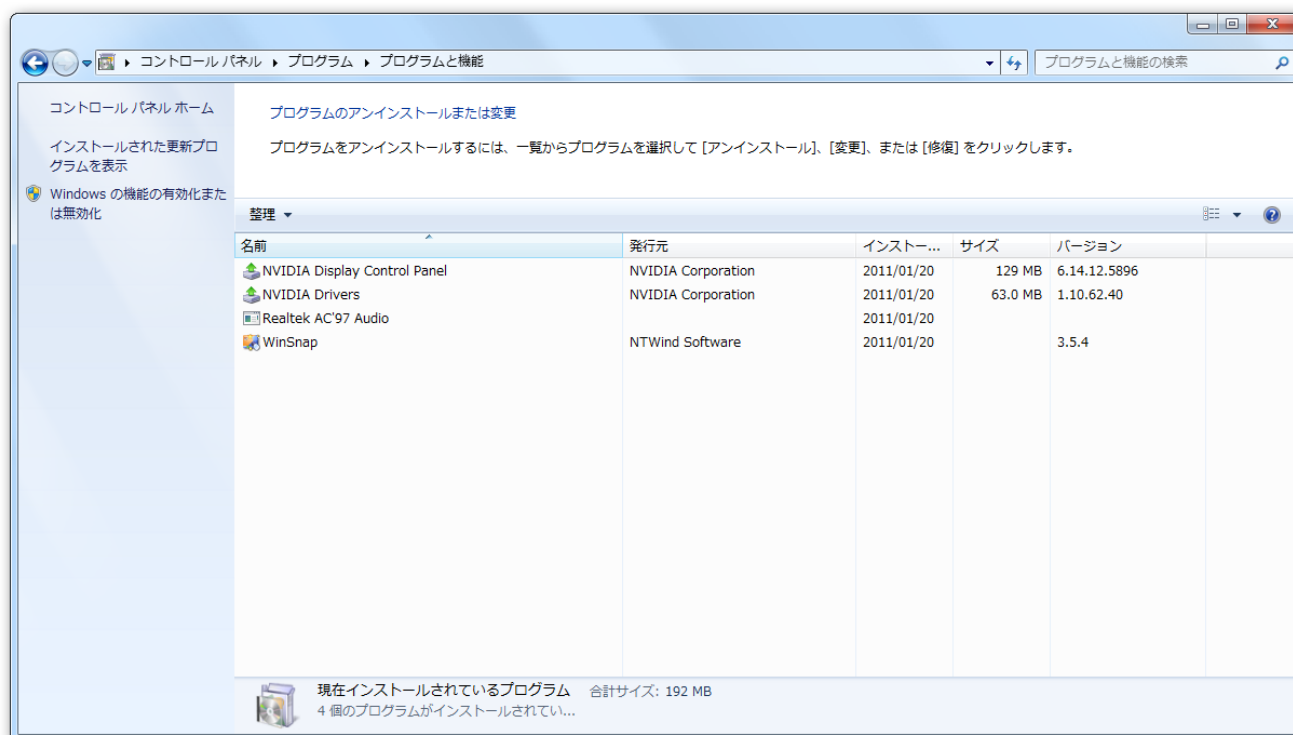 コントロール パネル ▸ プログラム ▸ プログラムと機能
プログラムと機能の検索
コントロール パネル ホーム
インストールされた更新プロ
グラムを表示
Windows の機能の有効化また
は無効化
プログラムのアンインストールまたは変更
プログラムをアンインストールするには、一覧からプログラムを選択して [アンインストール]、[変更]、または [修復] をクリックします。
整理
名前 発行元 インストー... サイズ バージョン
NVIDIA Display Control Panel NVIDIA Corporation 2011/01/20 129 MB 6.14.12.5896
NVIDIA Drivers NVIDIA Corporation 2011/01/20 63.0 MB 1.10.62.40
Realtek AC'97 Audio 2011/01/20
WinSnap NTWind Software 2011/01/20 3.5.4
現在インストールされているプログラム 合計サイズ: 192 MB
4 個のプログラムがインストールされてい...